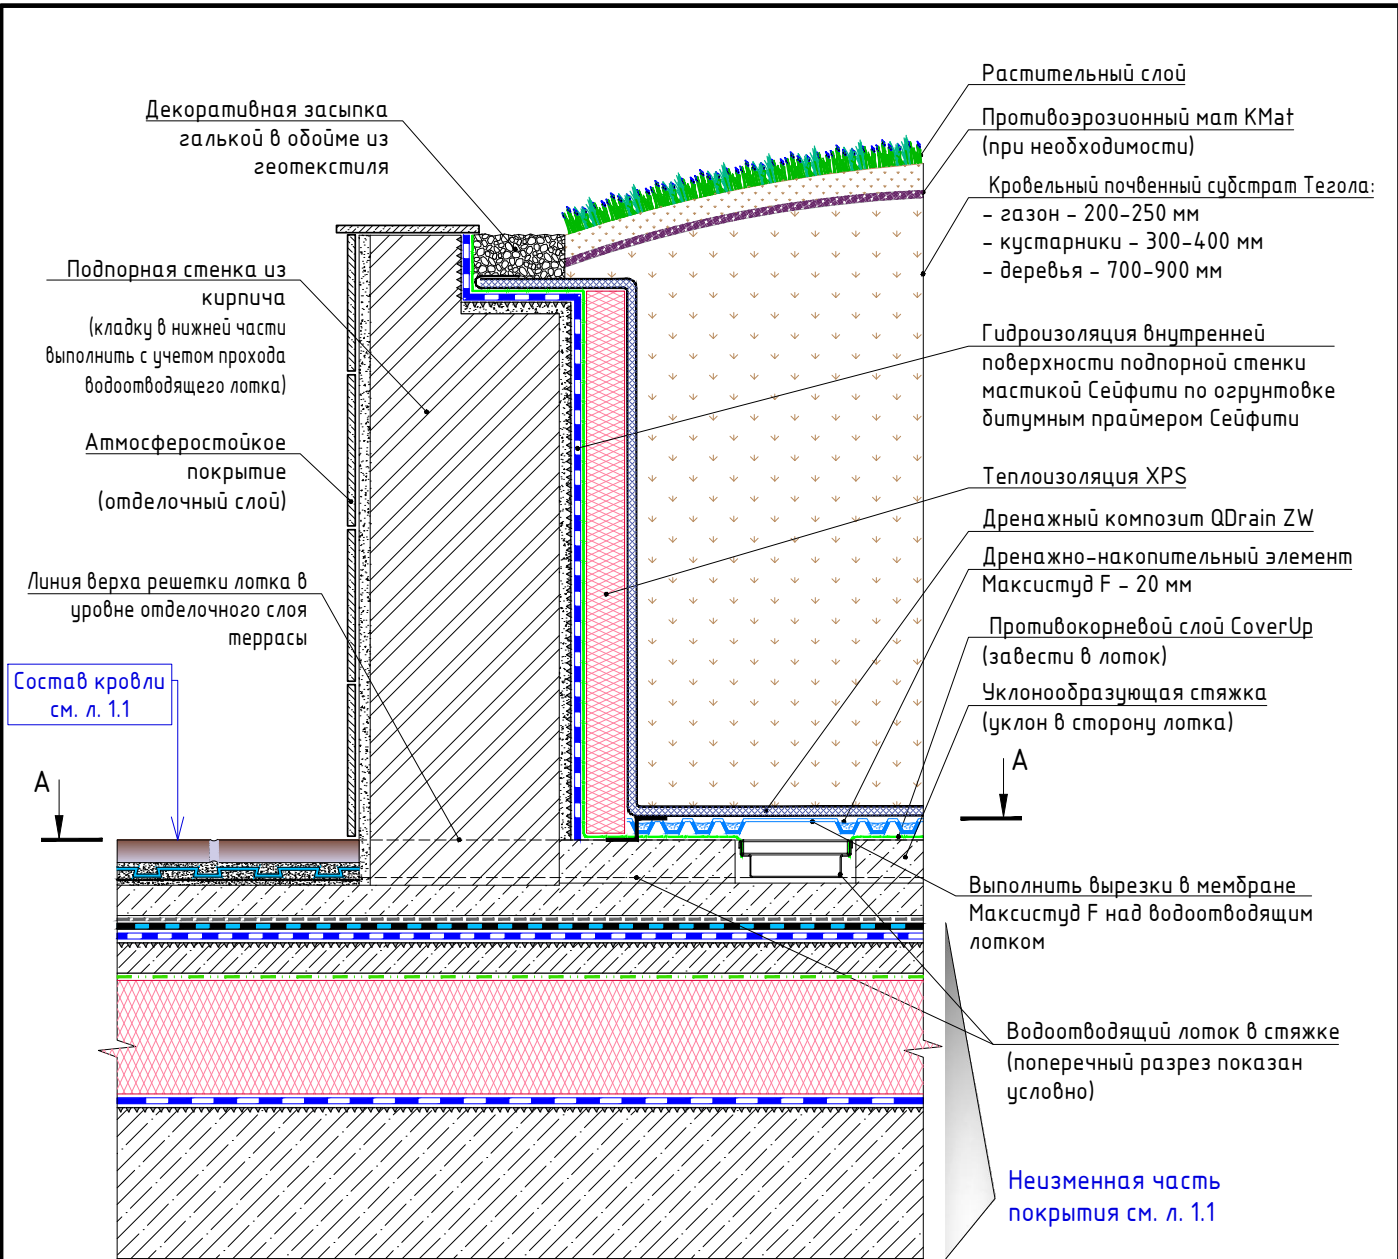 Декоративная засыпка
галькой в обойме из
геотекстиля
Подпорная стенка из
кирпича
(кладку в нижней части
выполнить с учетом прохода
водоотводящего лотка)
Атмосферостойкое
покрытие
(отделочный слой)
Линия верха решетки лотка в
уровне отделочного слоя
террасы
Состав кровли
см. л. 1.1
А
Растительный слой
Противоэрозионный мат KMat
(при необходимости)
Кровельный почвенный субстрат Тегола:
- газон - 200-250 мм
- кустарники - 300-400 мм
- деревья - 700-900 мм
Гидроизоляция внутренней
поверхности подпорной стенки
мастикой Сейфити по огрунтовке
битумным праймером Сейфити
Теплоизоляция XPS
Дренажный композит QDrain ZW
Дренажно-накопительный элемент
Максистуд F - 20 мм
Противокорневой слой CoverUp
(завести в лоток)
Уклонообразующая стяжка
(уклон в сторону лотка)
А
Выполнить вырезки в мембране
Максистуд F над водоотводящим
лотком
Водоотводящий лоток в стяжке
(поперечный разрез показан
условно)
Неизменная часть
покрытия см. л. 1.1